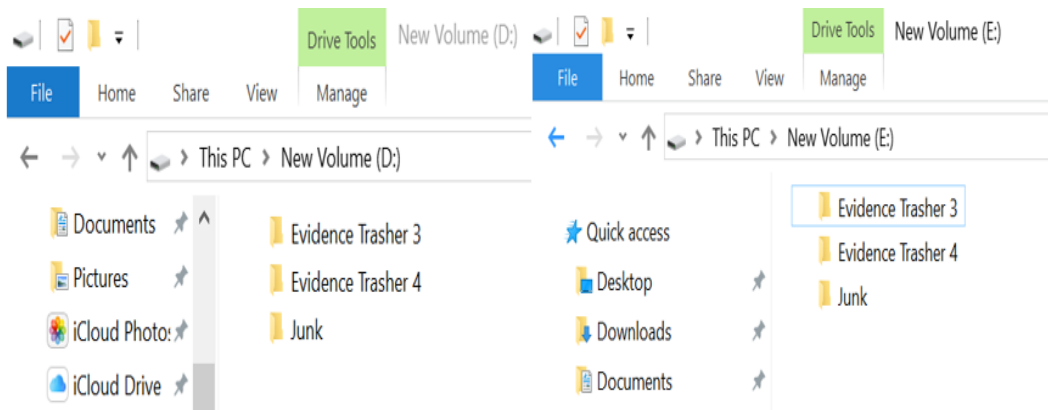 Drive Tools New Volume (D:)
File Home Share View Manage
This PC > New Volume (D:)
Documents
Pictures
iCloud Photo:
iCloud Drive
Evidence Trasher 3
Evidence Trasher 4
Junk
Drive Tools New Volume (E:)
File Home Share View Manage
This PC > New Volume (E:)
Quick access
Desktop
Downloads
Documents
Evidence Trasher 3
Evidence Trasher 4
Junk